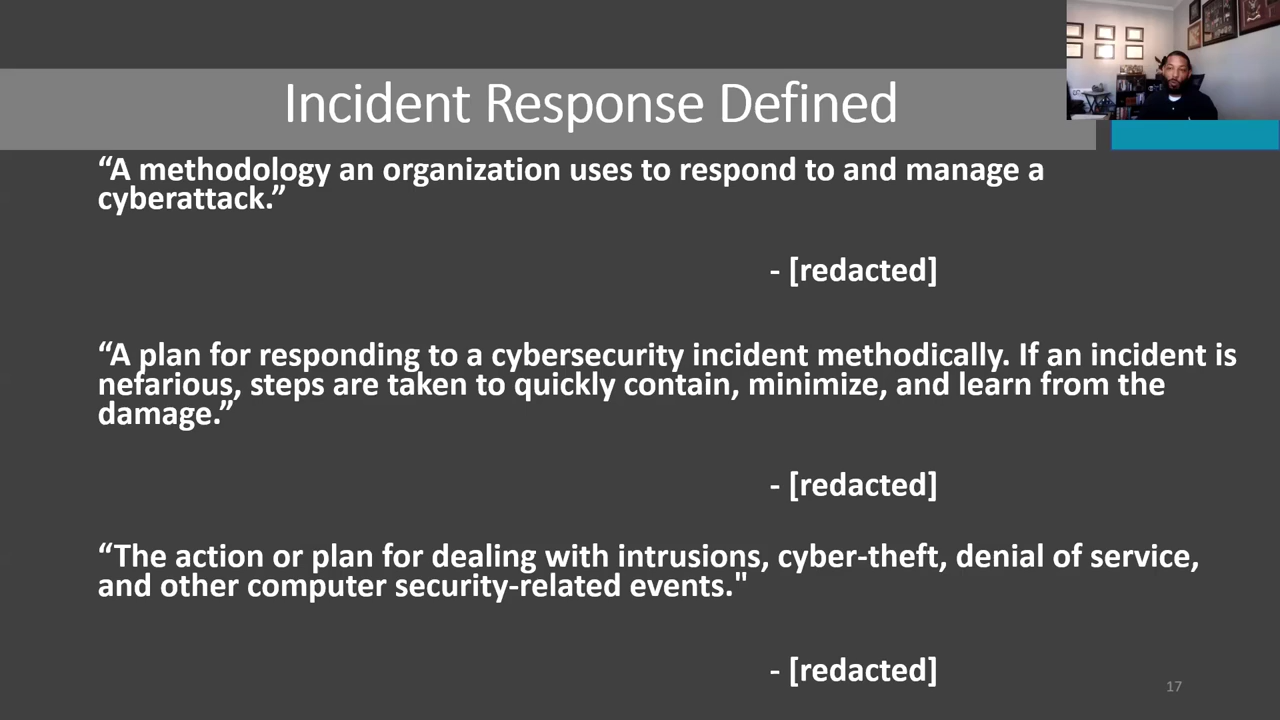 Incident Response Defined
“A methodology an organization uses to respond to and manage a
cyberattack.”
- [redacted]
“A plan for responding to a cybersecurity incident methodically. If an incident is
nefarious, steps are taken to quickly contain, minimize, and learn from the
damage.”
- [redacted]
“The action or plan for dealing with intrusions, cyber-theft, denial of service,
and other computer security-related events."
- [redacted]
17